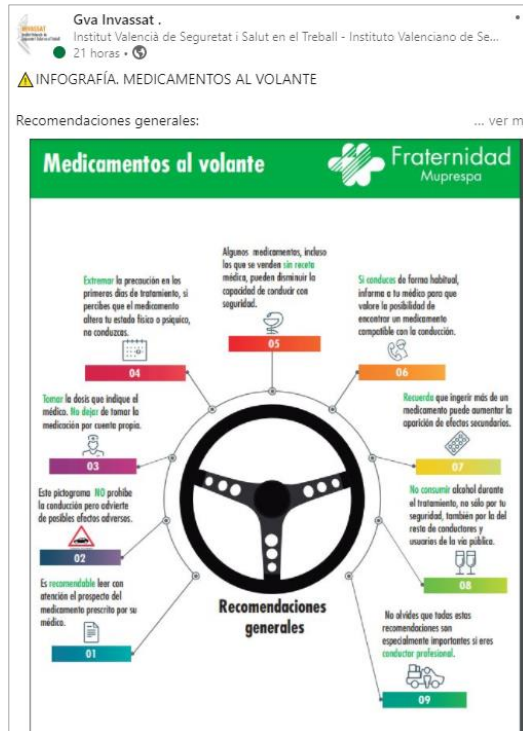 Gva Invassat .
Institut Valencià de Seguretat i Salut en el Treball - Instituto Valenciano de Se...
21 horas •
INFOGRAFÍA. MEDICAMENTOS AL VOLANTE
Recomendaciones generales:
... ver m
Medicamentos al volante
Fraternidad
Muprespa
Algunos medicamentos, incluso
los que se venden sin receta
médica, pueden disminuir la
capacidad de conducir con
seguridad.
05
Extremar la precaución en los
primeros días de tratamiento, si
percibes que el medicamento
altera tu estado físico o psíquico,
no conduzcas.
04
Si conduces de forma habitual,
informa a tu médico para que
valore la posibilidad de
encontrar un medicamento
compatible con la conducción.
06
Tomar la dosis que indique el
médico. No dejar de tomar la
medicación por cuenta propia.
03
Recuerda que ingerir más de un
medicamento puede aumentar la
aparición de efectos secundarios.
07
Este pictograma NO prohíbe
la conducción pero advierte
de posibles efectos adversos.
02
No consumir alcohol durante
el tratamiento, no sólo por tu
seguridad, también por la del
resto de conductores y
usuarios de la vía pública.
08
Es recomendable leer con
atención el prospecto del
medicamento prescrito por su
médico.
01
Recomendaciones
generales
No olvides que todas estas
recomendaciones son
especialmente importantes si eres
conductor profesional.
09